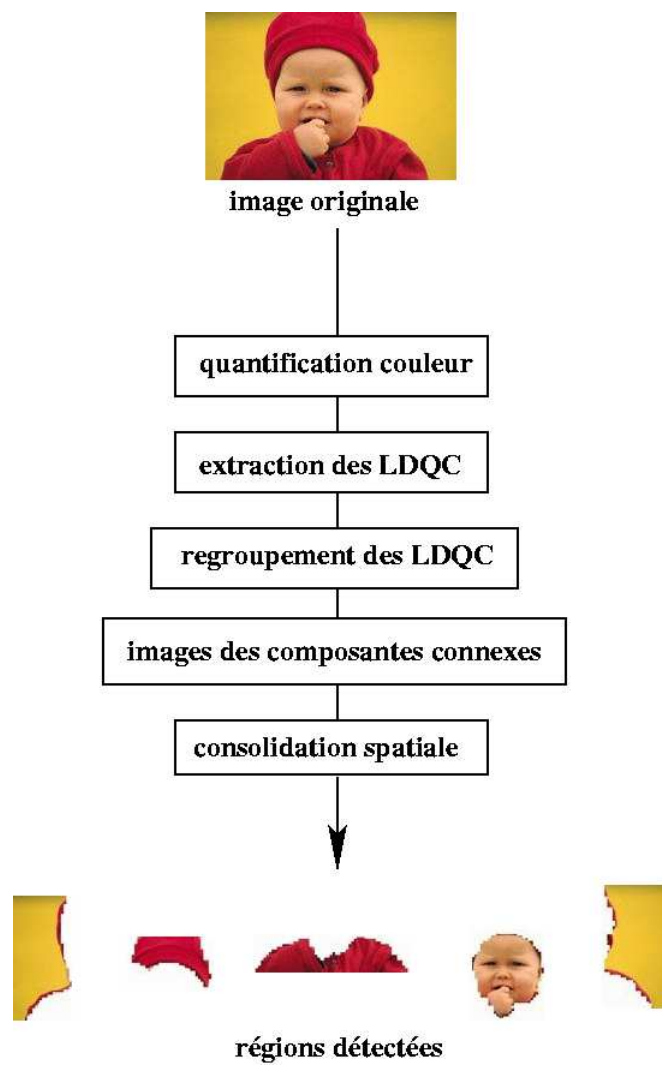 image originale
quantification couleur
extraction des LDQC
regroupement des LDQC
images des composantes connexes
consolidation spatiale
régions détectées